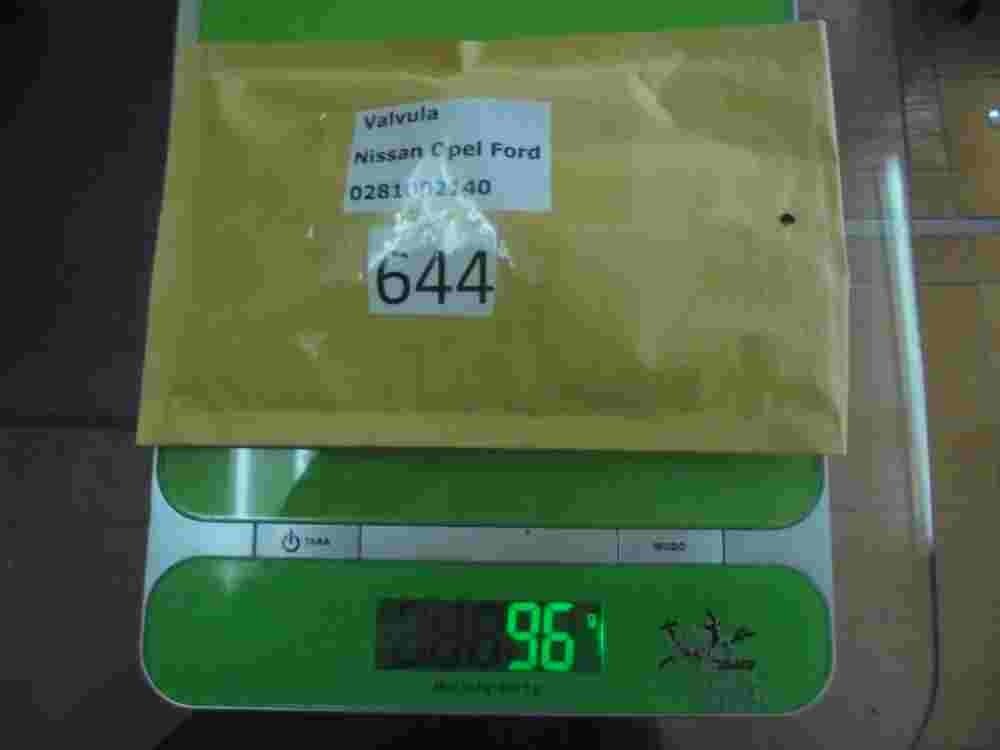 Valvula
Nissan Opel Ford
644
TARA
MODO
96 g